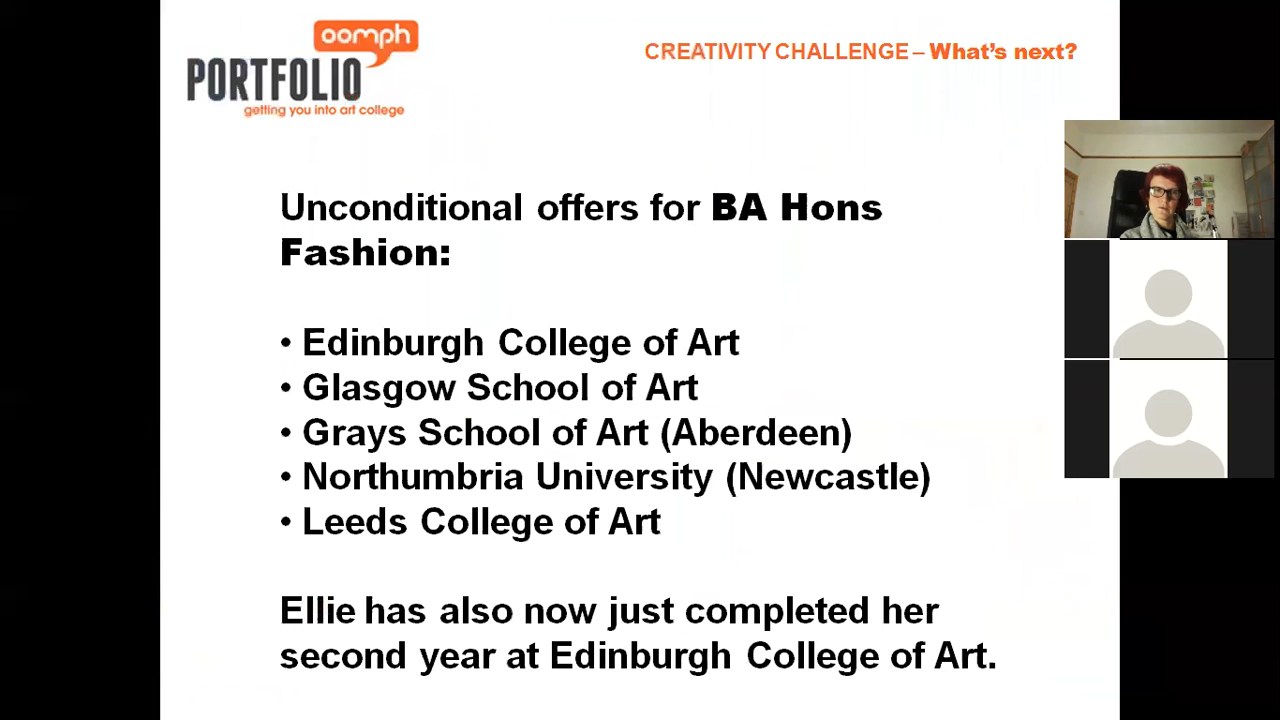 oomph
PORTFOLIO
getting you into art college
CREATIVITY CHALLENGE – What's next?
Unconditional offers for BA Hons
Fashion:
• Edinburgh College of Art
• Glasgow School of Art
• Grays School of Art (Aberdeen)
• Northumbria University (Newcastle)
• Leeds College of Art
Ellie has also now just completed her
second year at Edinburgh College of Art.